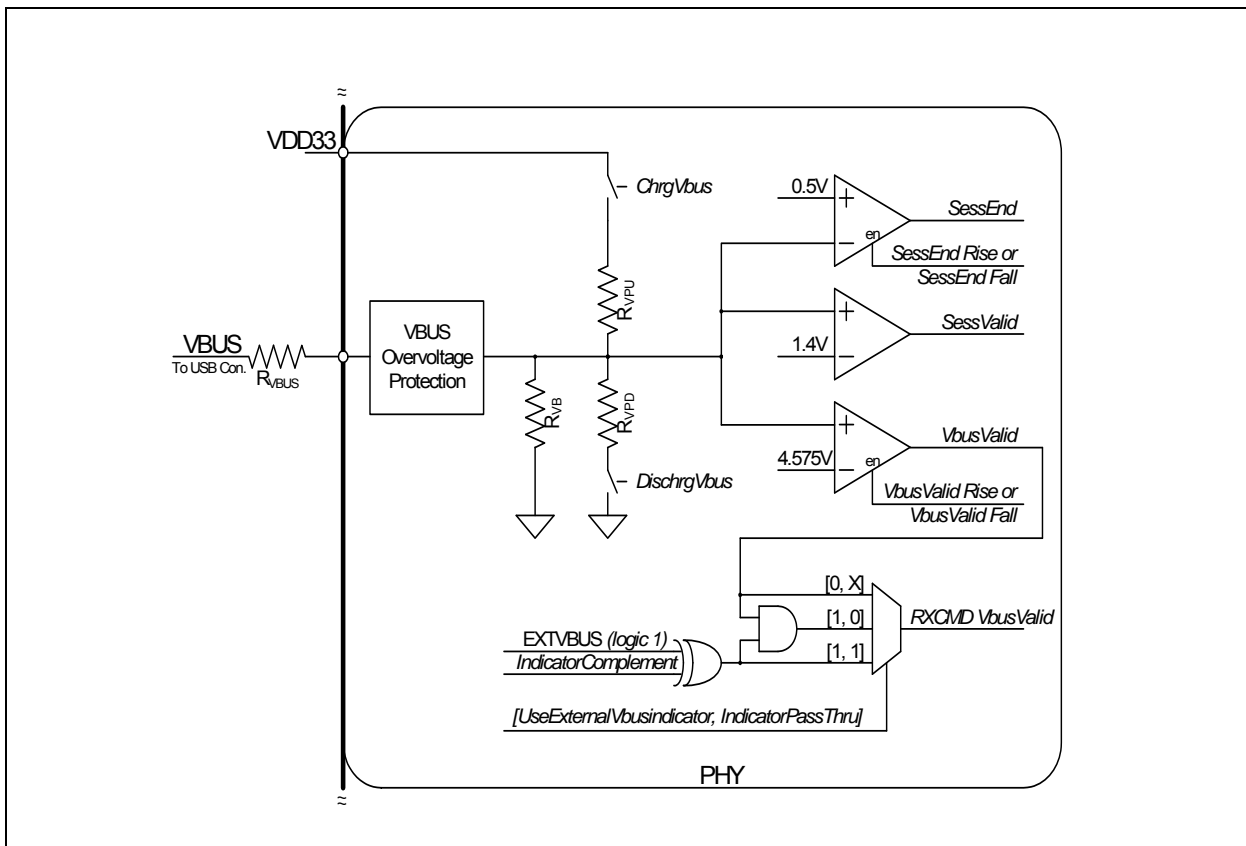 ≈
VDD33
ChrgVbus
0.5V
+
SessEnd
−
en
SessEnd Rise or
SessEnd Fall
RVPU
+
SessValid
1.4V
−
VBUS
To USB Con.
RVBUS
VBUS
Overvoltage
Protection
RVB
RVPD
+
VbusValid
4.575V
−
en
DischrgVbus
VbusValid Rise or
VbusValid Fall
[0, X]
[1, 0]
RXCMD VbusValid
EXTVBUS (logic 1)
IndicatorComplement
[1, 1]
[UseExternalVbusindicator, IndicatorPassThru]
PHY
≈